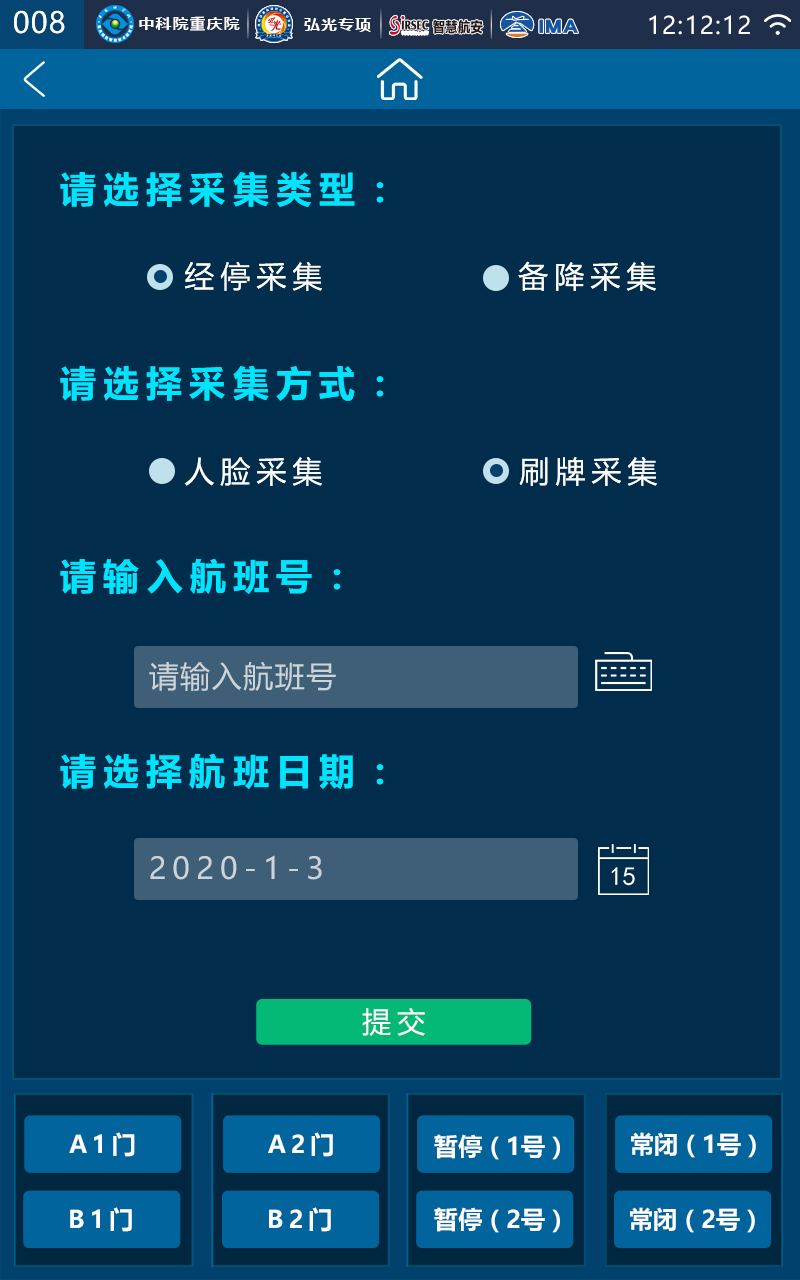 008 中科院重庆院 弘光专项 SIRSEC 智慧航安 IMA 12:12:12
请选择采集类型：
经停采集 备降采集
请选择采集方式：
人脸采集 刷牌采集
请输入航班号：
请输入航班号
请选择航班日期：
2020-1-3 15
提交
A1门 A2门 暂停（1号） 常闭（1号）
B1门 B2门 暂停（2号） 常闭（2号）